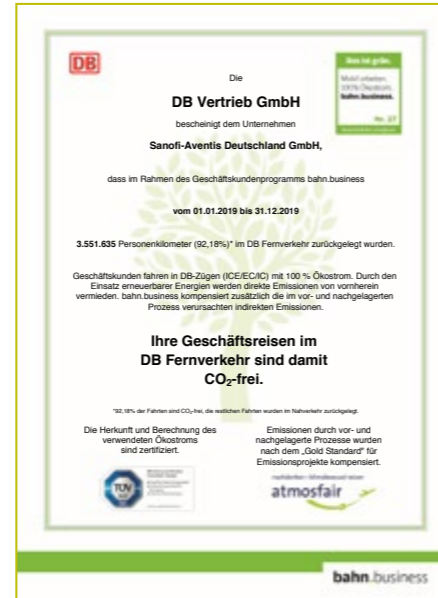 DB
Das ist grün.
Mobil arbeiten.
100% Ökostrom.
bahn.business.
Nr. 27
Die
DB Vertrieb GmbH
bescheinigt dem Unternehmen
Sanofi-Aventis Deutschland GmbH,
dass im Rahmen des Geschäftskundenprogramms bahn.business
vom 01.01.2019 bis 31.12.2019
3.551.635 Personenkilometer (92,18%)* im DB Fernverkehr zurückgelegt wurden.
Geschäftskunden fahren in DB-Zügen (ICE/EC/IC) mit 100 % Ökostrom. Durch den
Einsatz erneuerbarer Energien werden direkte Emissionen von vornherein
vermieden. bahn.business kompensiert zusätzlich die im vor- und nachgelagerten
Prozess verursachten indirekten Emissionen.
Ihre Geschäftsreisen im
DB Fernverkehr sind damit
CO₂-frei.
*92,18% der Fahrten sind CO₂-frei, die restlichen Fahrten wurden im Nahverkehr zurückgelegt.
Die Herkunft und Berechnung des
verwendeten Ökostroms
sind zertifiziert.
TÜV
Emissionen durch vor- und
nachgelagerte Prozesse wurden
nach dem „Gold Standard" für
Emissionsprojekte kompensiert.
atmosfair
bahn.business